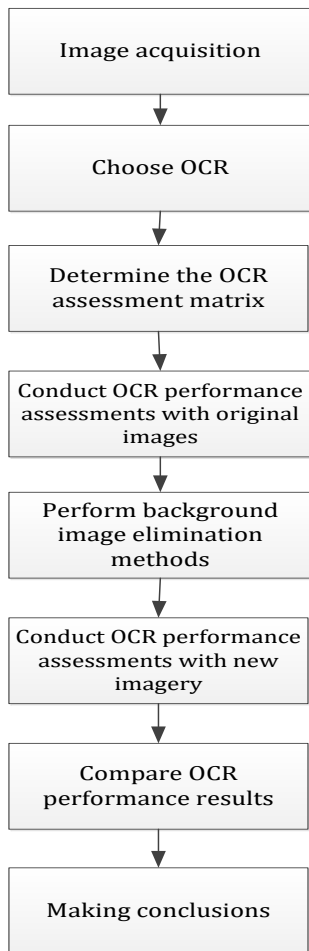 Image acquisition
Choose OCR
Determine the OCR
assessment matrix
Conduct OCR performance
assessments with original
images
Perform background
image elimination
methods
Conduct OCR performance
assessments with new
imagery
Compare OCR
performance results
Making conclusions